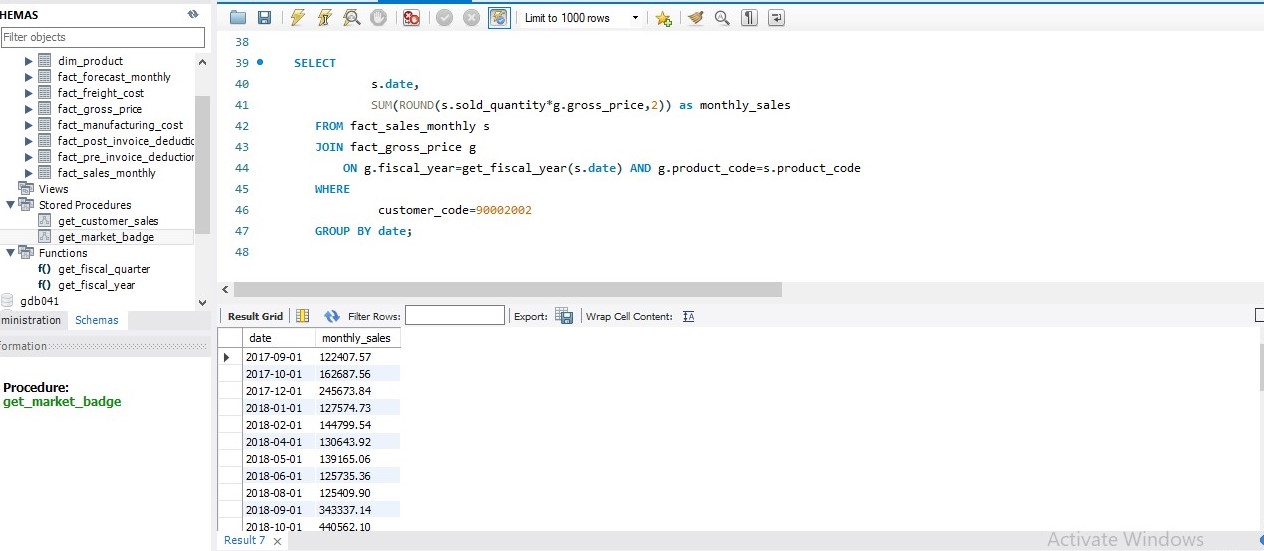 HEMAS
Filter objects
dim_product
fact_forecast_monthly
fact_freight_cost
fact_gross_price
fact_manufacturing_cost
fact_post_invoice_deductic
fact_pre_invoice_deduction
fact_sales_monthly
Views
Stored Procedures
get_customer_sales
get_market_badge
Functions
f() get_fiscal_quarter
f() get_fiscal_year
gdb041
ministration Schemas
formation
Procedure:
get_market_badge
Limit to 1000 rows
38
39 SELECT
40 s.date,
41 SUM(ROUND(s.sold_quantity*g.gross_price,2)) as monthly_sales
42 FROM fact_sales_monthly s
43 JOIN fact_gross_price g
44 ON g.fiscal_year=get_fiscal_year(s.date) AND g.product_code=s.product_code
45 WHERE
46 customer_code=90002002
47 GROUP BY date;
48
Result Grid Filter Rows: Export: Wrap Cell Content:
date monthly_sales
2017-09-01 122407.57
2017-10-01 162687.56
2017-12-01 245673.84
2018-01-01 127574.73
2018-02-01 144799.54
2018-04-01 130643.92
2018-05-01 139165.06
2018-06-01 125735.36
2018-08-01 125409.90
2018-09-01 343337.14
2018-10-01 440562.10
Result 7
Activate Windows